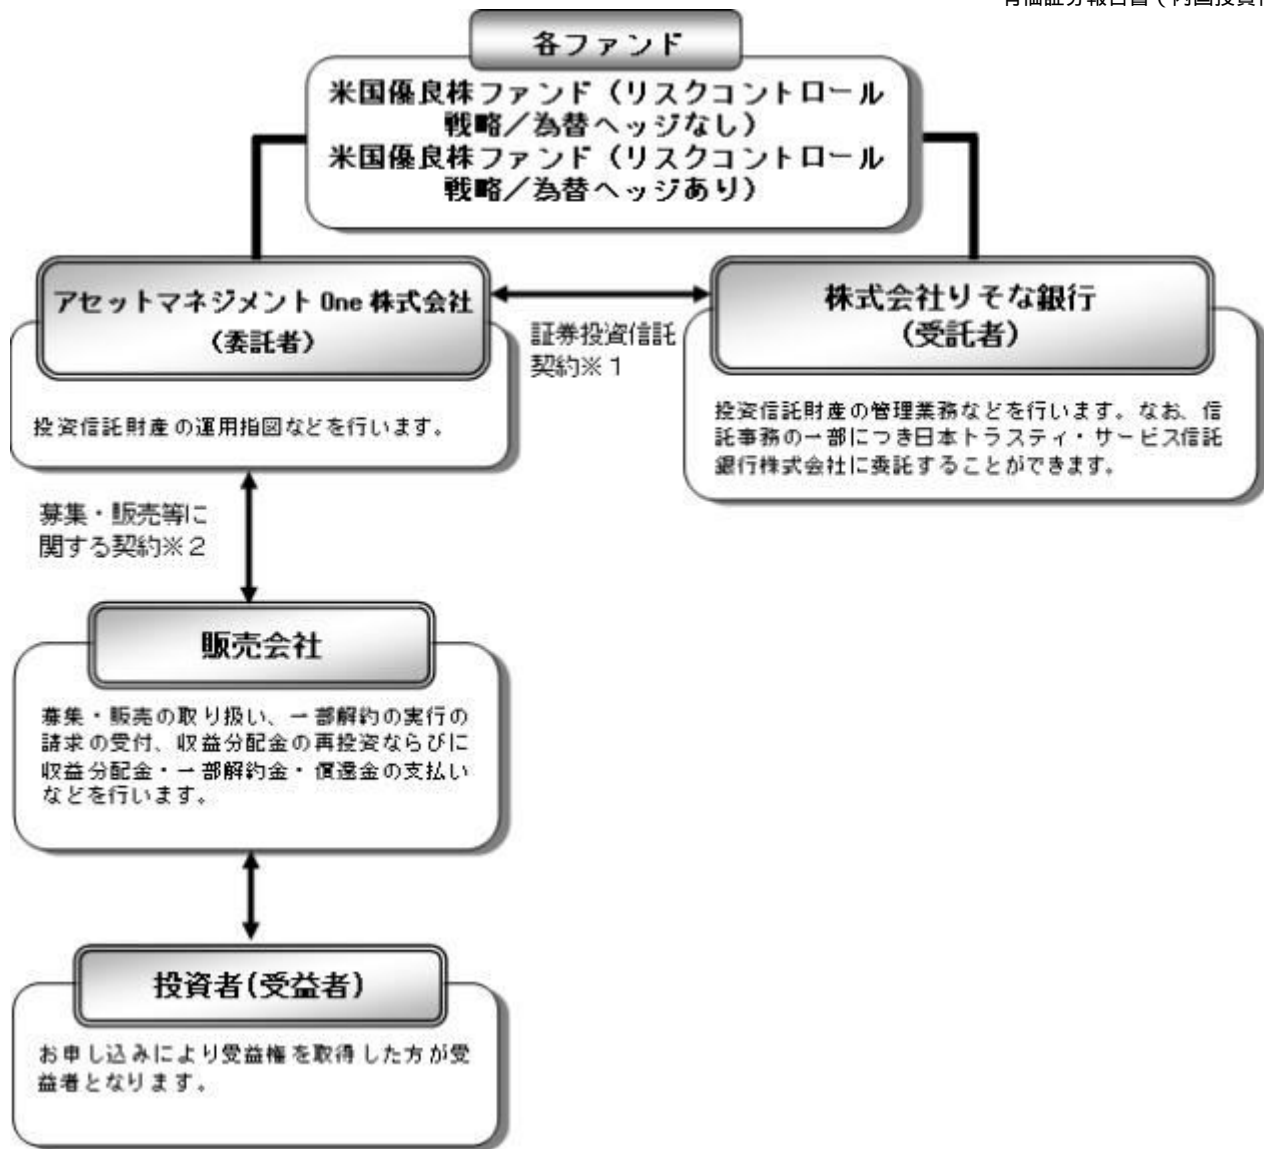 各ファンド
米国優良株ファンド（リスクコントロール
戦略／為替ヘッジなし）
米国優良株ファンド（リスクコントロール
戦略／為替ヘッジあり）
アセットマネジメント One 株式会社
（委託者）
投資信託財産の運用指図などを行います。
証券投資信託
契約※１
株式会社りそな銀行
（受託者）
投資信託財産の管理業務などを行います。なお、信
託事務の一部につき日本トラスティ・サービス信託
銀行株式会社に委託することができます。
募集・販売等に
関する契約※２
販売会社
募集・販売の取り扱い、一部解約の実行の
請求の受付、収益分配金の再投資ならびに
収益分配金・一部解約金・償還金の支払い
などを行います。
投資者(受益者)
お申し込みにより受益権を取得した方が受
益者となります。